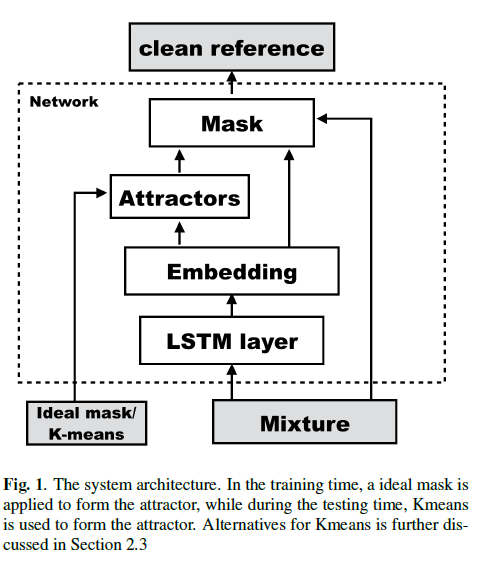 clean reference
Network
Mask
Attractors
Embedding
LSTM layer
Ideal mask/
K-means
Mixture
Fig. 1. The system architecture. In the training time, a ideal mask is
applied to form the attractor, while during the testing time, Kmeans
is used to form the attractor. Alternatives for Kmeans is further dis-
cussed in Section 2.3